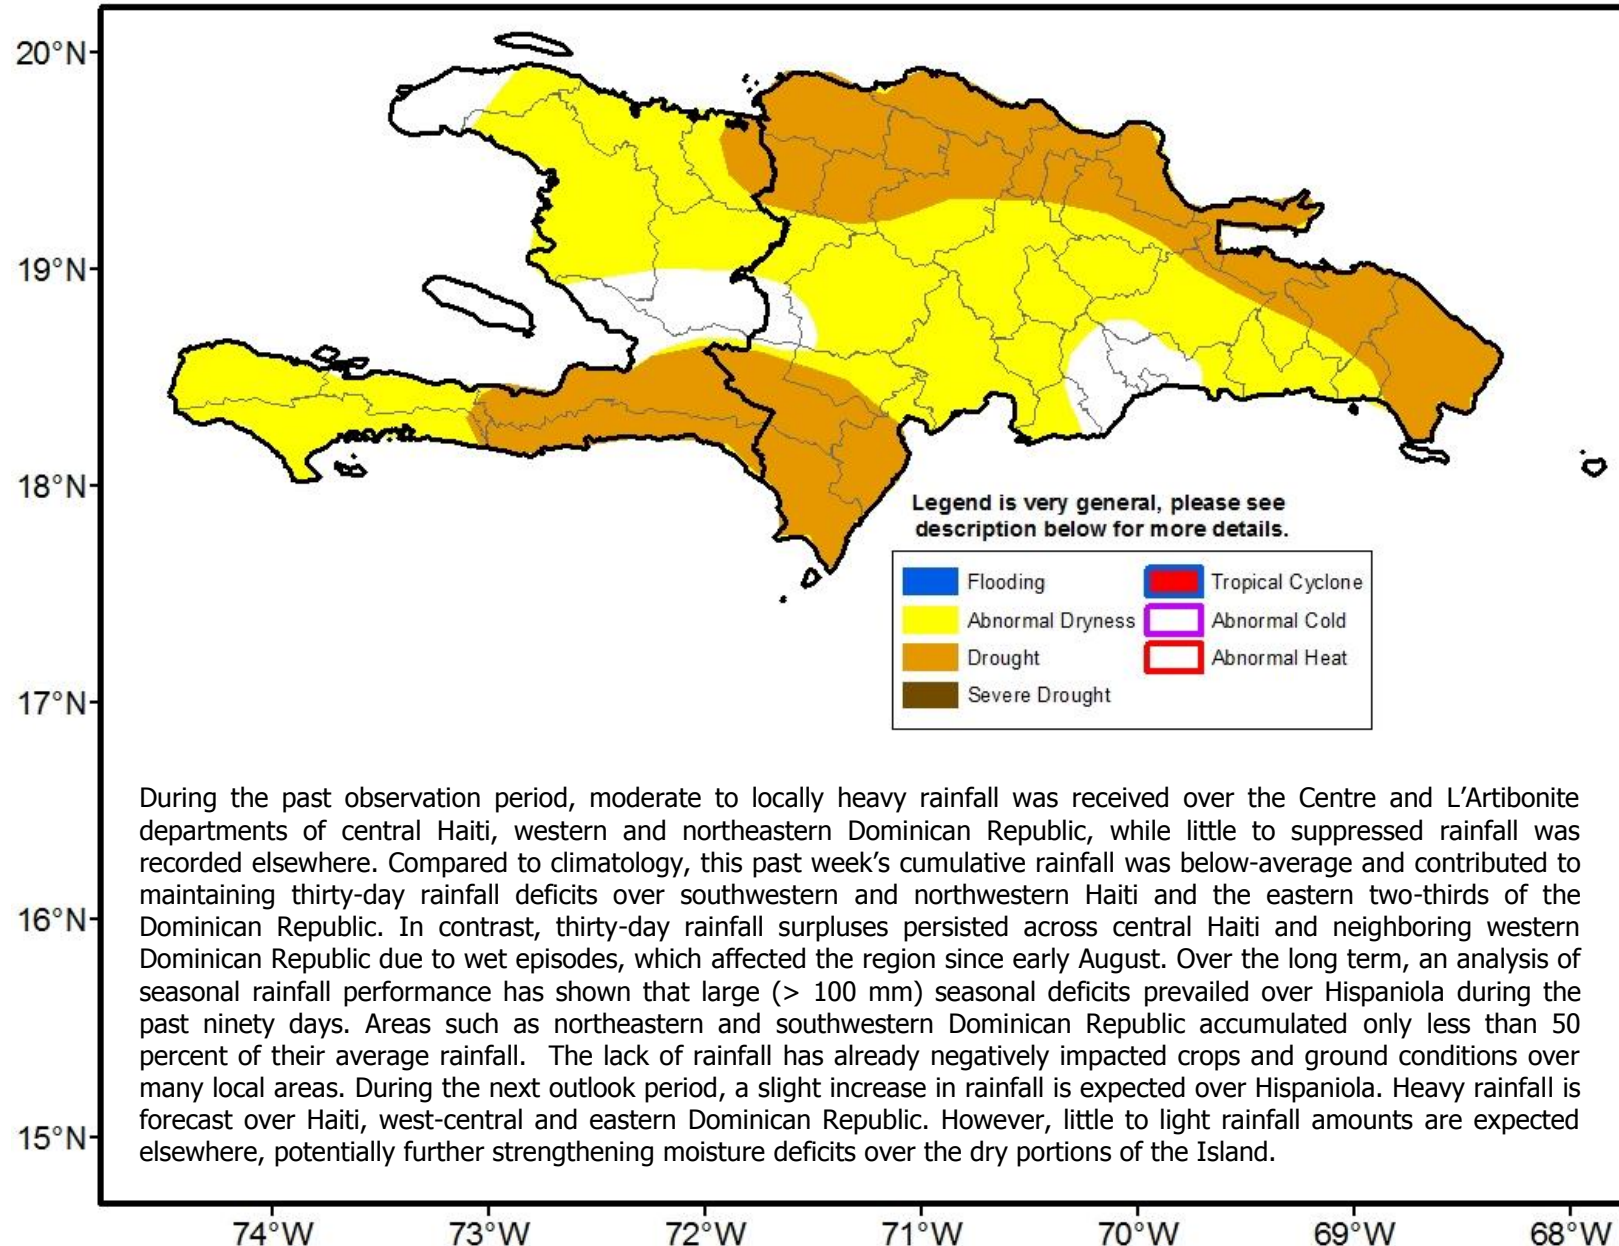 20°N
19°N
18°N
17°N
16°N
15°N
Legend is very general, please see
description below for more details.
Flooding
Tropical Cyclone
Abnormal Dryness
Abnormal Cold
Drought
Abnormal Heat
Severe Drought
During the past observation period, moderate to locally heavy rainfall was received over the Centre and L’Artibonite
departments of central Haiti, western and northeastern Dominican Republic, while little to suppressed rainfall was
recorded elsewhere. Compared to climatology, this past week’s cumulative rainfall was below-average and contributed to
maintaining thirty-day rainfall deficits over southwestern and northwestern Haiti and the eastern two-thirds of the
Dominican Republic. In contrast, thirty-day rainfall surpluses persisted across central Haiti and neighboring western
Dominican Republic due to wet episodes, which affected the region since early August. Over the long term, an analysis of
seasonal rainfall performance has shown that large (> 100 mm) seasonal deficits prevailed over Hispaniola during the
past ninety days. Areas such as northeastern and southwestern Dominican Republic accumulated only less than 50
percent of their average rainfall. The lack of rainfall has already negatively impacted crops and ground conditions over
many local areas. During the next outlook period, a slight increase in rainfall is expected over Hispaniola. Heavy rainfall is
forecast over Haiti, west-central and eastern Dominican Republic. However, little to light rainfall amounts are expected
elsewhere, potentially further strengthening moisture deficits over the dry portions of the Island.
74°W
73°W
72°W
71°W
70°W
69°W
68°W